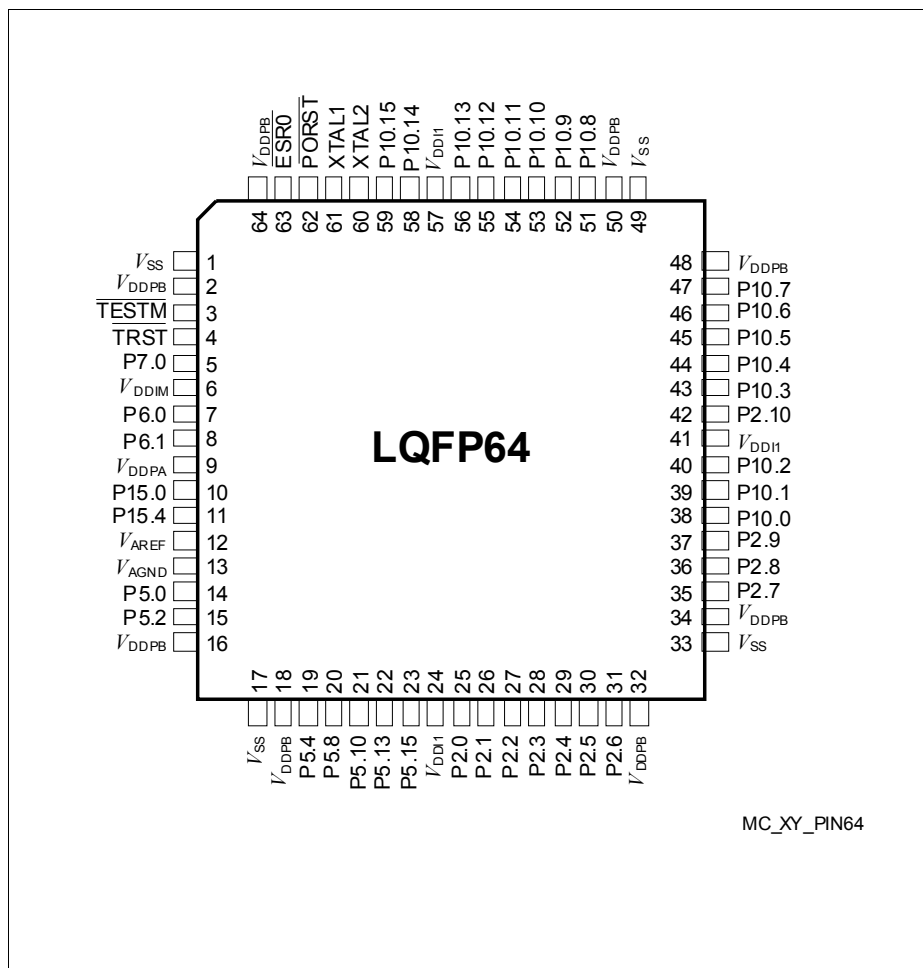 VDDPB
ESR0
PORST
XTAL1
XTAL2
P10.15
P10.14
VDDI1
P10.13
P10.12
P10.11
P10.10
P10.9
P10.8
VDDPB
VSS
64 63 62 61 60 59 58 57 56 55 54 53 52 51 50 49
VSS 1
VDDPB 2
TESTM 3
TRST 4
P7.0 5
VDDIM 6
P6.0 7
P6.1 8
VDDPA 9
P15.0 10
P15.4 11
VAREF 12
VAGND 13
P5.0 14
P5.2 15
VDDPB 16
LQFP64
48 VDDPB
47 P10.7
46 P10.6
45 P10.5
44 P10.4
43 P10.3
42 P2.10
41 VDDI1
40 P10.2
39 P10.1
38 P10.0
37 P2.9
36 P2.8
35 P2.7
34 VDDPB
33 VSS
17 18 19 20 21 22 23 24 25 26 27 28 29 30 31 32
VSS
VDDPB
P5.4
P5.8
P5.10
P5.13
P5.15
VDDI1
P2.0
P2.1
P2.2
P2.3
P2.4
P2.5
P2.6
VDDPB
MC_XY_PIN64